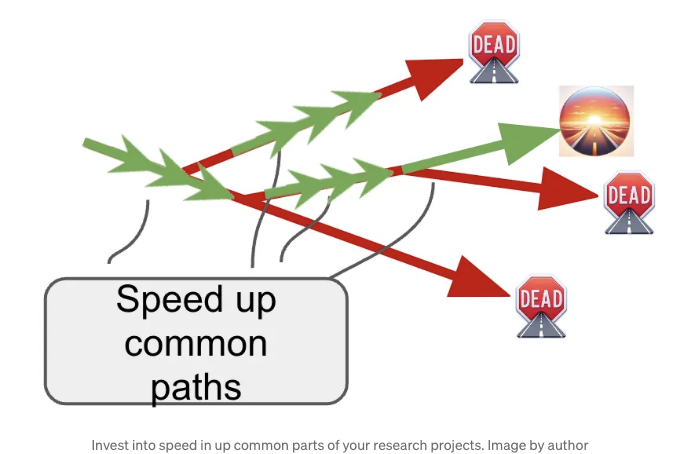 DEAD
DEAD
DEAD
Speed up
common
paths
Invest into speed in up common parts of your research projects. Image by author